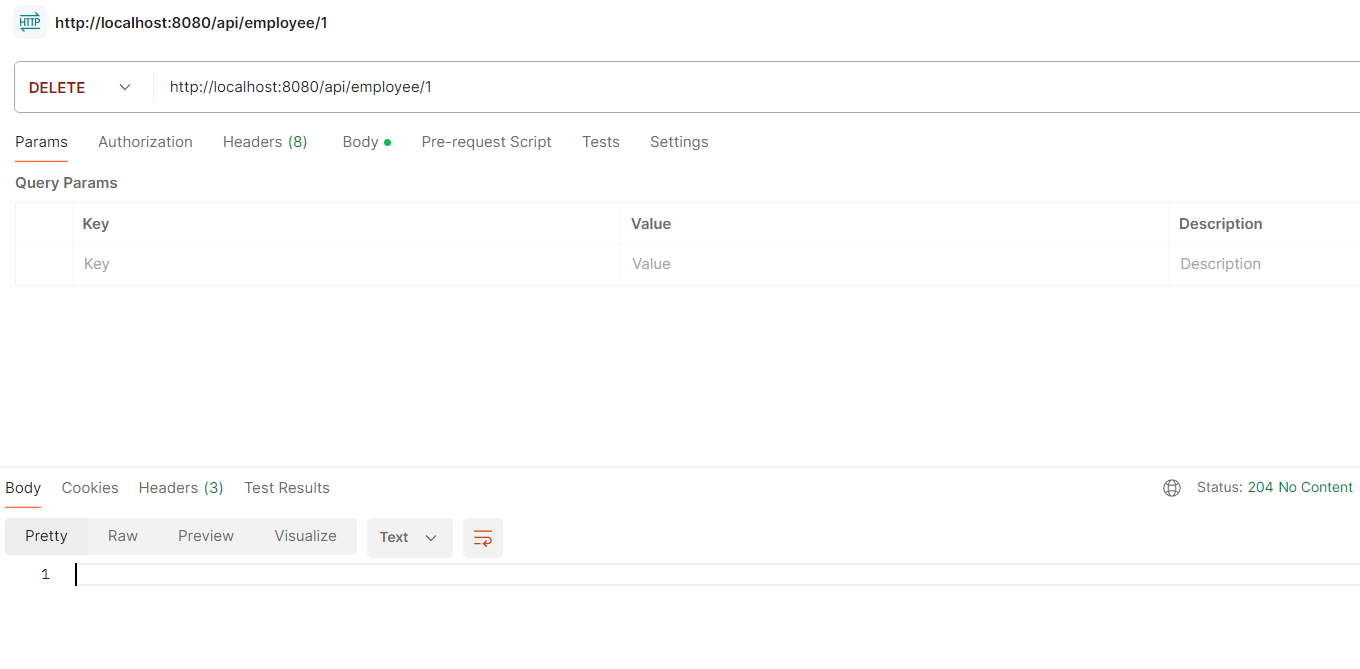 HTTP http://localhost:8080/api/employee/1
DELETE http://localhost:8080/api/employee/1
Params Authorization Headers (8) Body Pre-request Script Tests Settings
Query Params
Key Value Description
Key Value Description
Body Cookies Headers (3) Test Results Status: 204 No Content
Pretty Raw Preview Visualize Text
1